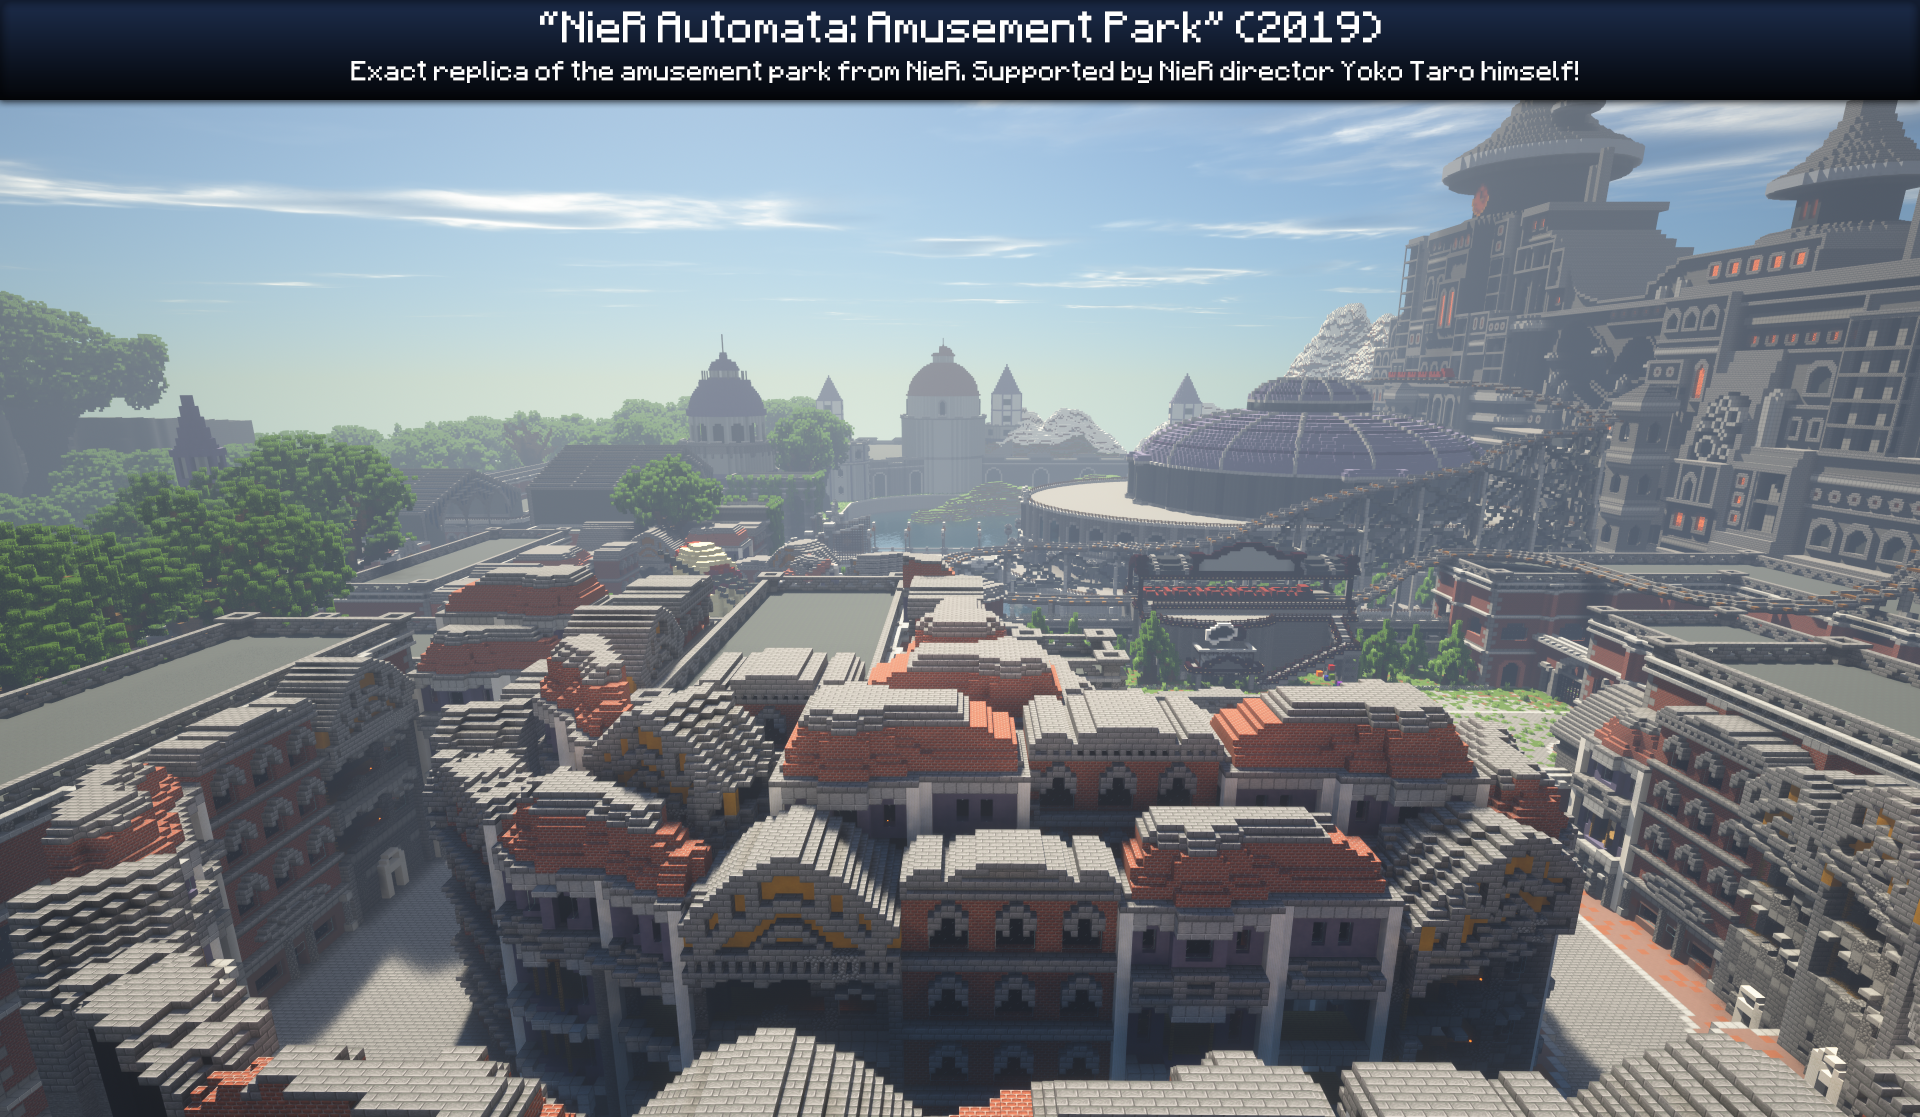 "NieR Automata: Amusement Park" (2019)
Exact replica of the amusement park from NieR. Supported by NieR director Yoko Taro himself!